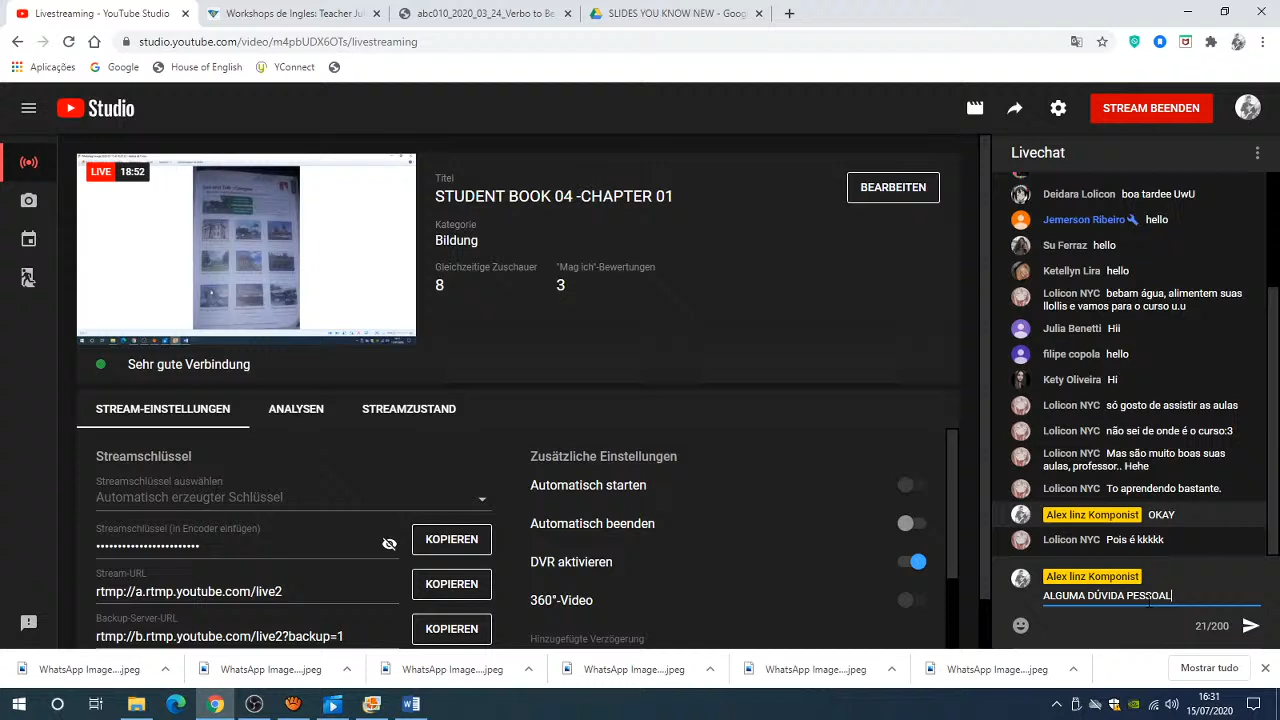 Livestreaming - YouTube Studio
Workshops de Ingles: Teacher Jul
abc010_2020_03_24_Verbo to Be
SLIDES YOU KNOW NEW - Goog
studio.youtube.com/video/m4pbUDX6OTs/livestreaming
Aplicações
Google
House of English
YConnect
Studio
STREAM BEENDEN
LIVE 18:52
Titel
STUDENT BOOK 04 -CHAPTER 01
BEARBEITEN
Kategorie
Bildung
Gleichzeitige Zuschauer
"Mag ich"-Bewertungen
8
3
Sehr gute Verbindung
STREAM-EINSTELLUNGEN
ANALYSEN
STREAMZUSTAND
Streamschlüssel
Streamschlüssel auswählen
Automatisch erzeugter Schlüssel
Streamschlüssel (in Encoder einfügen)
KOPIEREN
Stream-URL
rtmp://a.rtmp.youtube.com/live2
KOPIEREN
Backup-Server-URL
rtmp://b.rtmp.youtube.com/live2?backup=1
KOPIEREN
Zusätzliche Einstellungen
Automatisch starten
Automatisch beenden
DVR aktivieren
360°-Video
Hinzugefügte Verzögerung
Livechat
Deidara Lolicon boa tardee UwU
Jemerson Ribeiro hello
Su Ferraz hello
Ketellyn Lira hello
Lolicon NYC bebam água, alimentem suas
llollis e vamos para o curso u.u
Julia Benetti Hii
filipe copola hello
Kety Oliveira Hi
Lolicon NYC só gosto de assistir as aulas
Lolicon NYC não sei de onde é o curso:3
Lolicon NYC Mas são muito boas suas
aulas, professor.. Hehe
Lolicon NYC To aprendendo bastante.
Alex linz Komponist OKAY
Lolicon NYC Pois é kkkkk
Alex linz Komponist
ALGUMA DÚVIDA PESSOAL
21/200
WhatsApp Image....jpeg
WhatsApp Image....jpeg
WhatsApp Image....jpeg
WhatsApp Image....jpeg
WhatsApp Image....jpeg
WhatsApp Image....jpeg
Mostrar tudo
16:31
15/07/2020